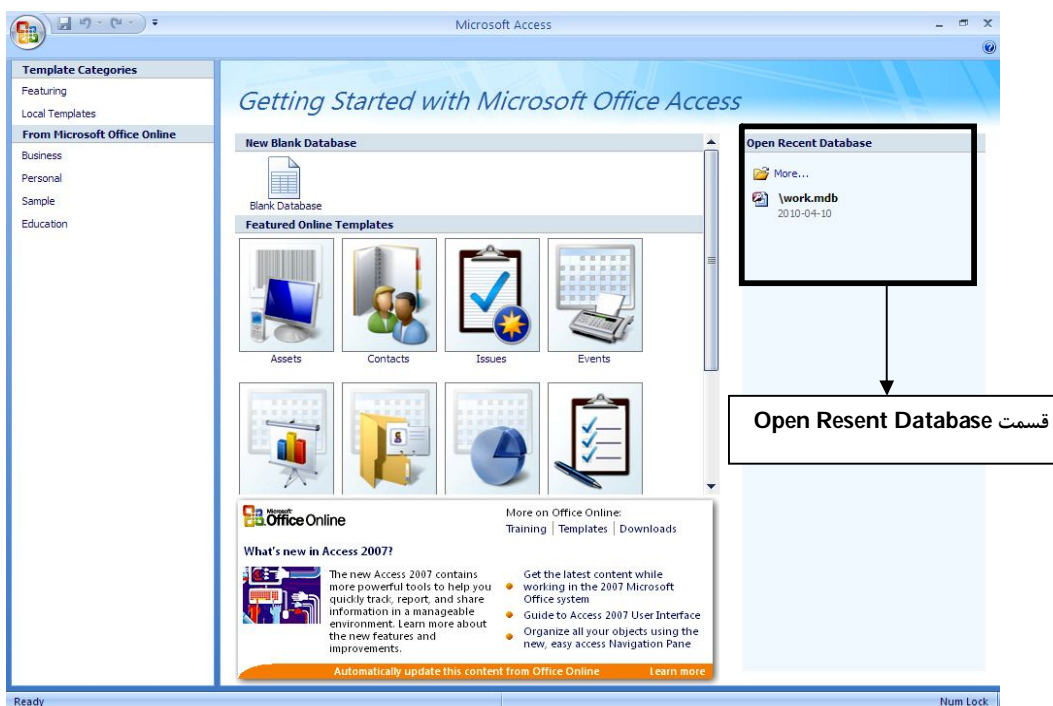 Microsoft Access
Template Categories
Featuring
Local Templates
From Microsoft Office Online
Business
Personal
Sample
Education
Getting Started with Microsoft Office Access
New Blank Database
Blank Database
Featured Online Templates
Assets
Contacts
Issues
Events
Microsoft
Office Online
More on Office Online:
Training | Templates | Downloads
What's new in Access 2007?
The new Access 2007 contains
more powerful tools to help you
quickly track, report, and share
information in a manageable
environment. Learn more about
the new features and
improvements.
Get the latest content while
working in the 2007 Microsoft
Office system
Guide to Access 2007 User Interface
Organize all your objects using the
new, easy access Navigation Pane
Automatically update this content from Office Online
Learn more
Open Recent Database
More...
\work.mdb
2010-04-10
قسمت Open Resent Database
Ready
Num Lock